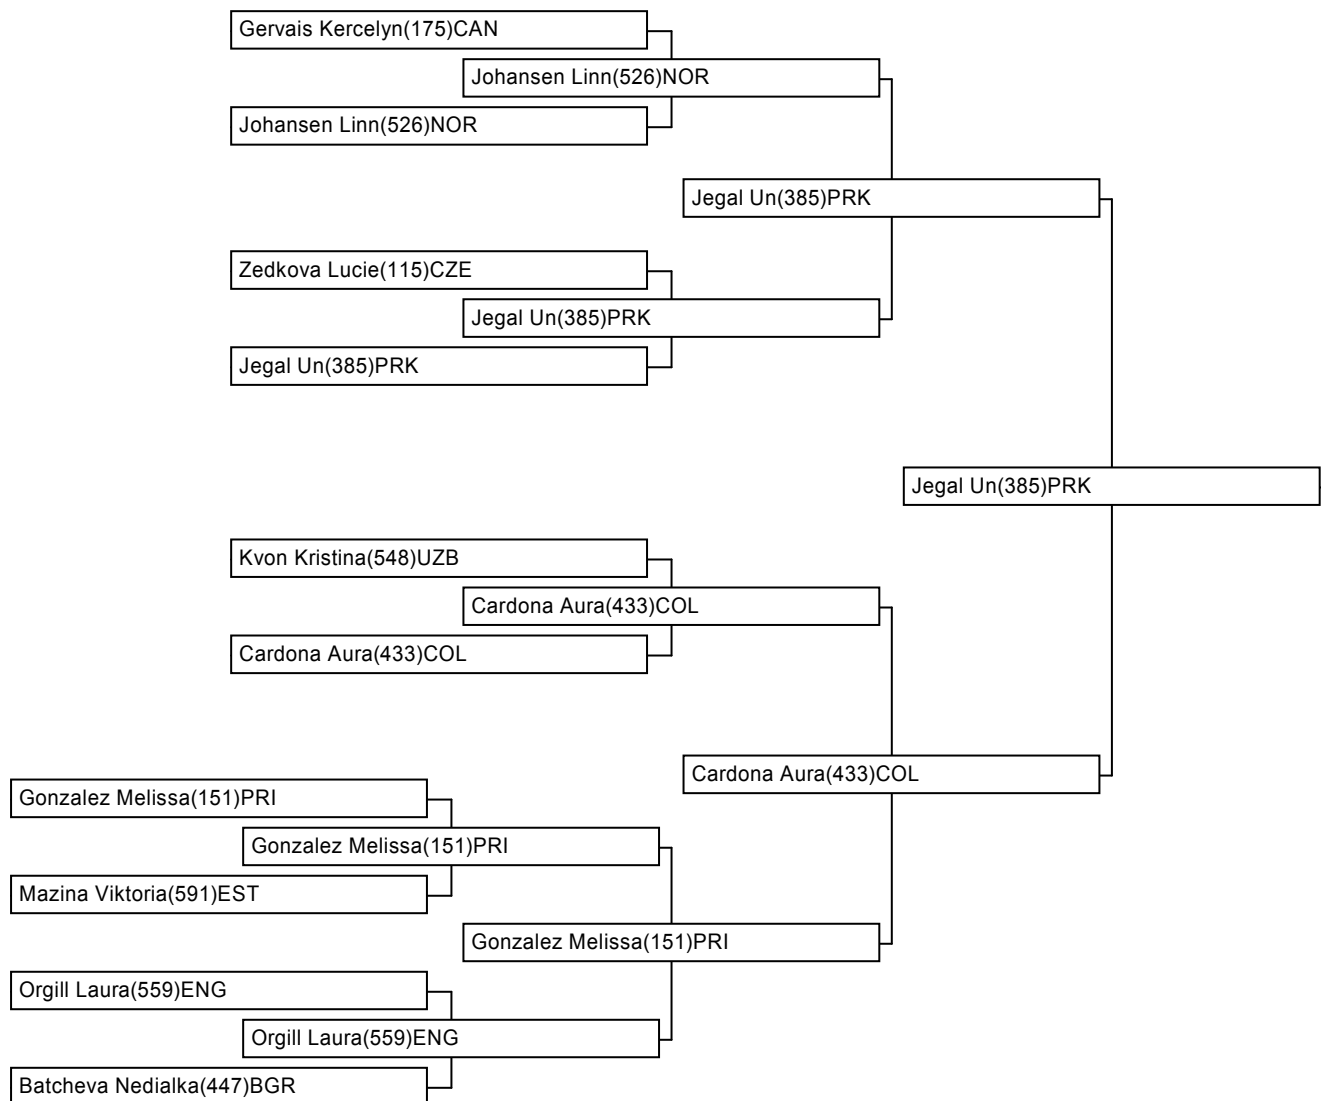 Gervais Kercelyn(175)CAN
Johansen Linn(526)NOR
Johansen Linn(526)NOR
Jegal Un(385)PRK
Zedkova Lucie(115)CZE
Jegal Un(385)PRK
Jegal Un(385)PRK
Jegal Un(385)PRK
Kvon Kristina(548)UZB
Cardona Aura(433)COL
Cardona Aura(433)COL
Cardona Aura(433)COL
Gonzalez Melissa(151)PRI
Gonzalez Melissa(151)PRI
Mazina Viktoria(591)EST
Gonzalez Melissa(151)PRI
Orgill Laura(559)ENG
Orgill Laura(559)ENG
Batcheva Nedialka(447)BGR